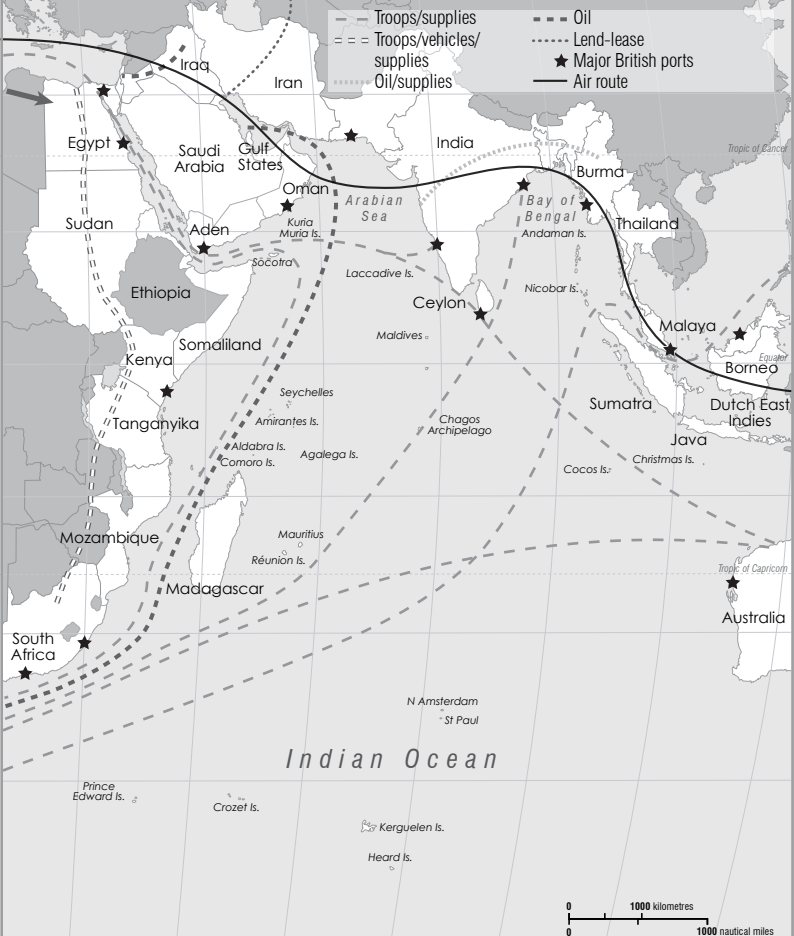 Troops/supplies
Troops/vehicles/
supplies
Oil/supplies
Oil
Lend-lease
Major British ports
Air route
Iraq
Iran
Egypt
Saudi
Arabia
Gulf
States
India
Tropic of Cancer
Burma
Oman
Arabian
Sea
Bay of
Bengal
Sudan
Aden
Kuria
Muria Is.
Andaman Is.
Thailand
Socotra
Laccadive Is.
Ethiopia
Nicobar Is.
Ceylon
Malaya
Somaliland
Maldives
Kenya
Equator
Borneo
Seychelles
Sumatra
Dutch East
Indies
Tanganyika
Amirantes Is.
Chagos
Archipelago
Java
Aldabra Is.
Comoro Is.
Agalega Is.
Christmas Is.
Cocos Is.
Mozambique
Mauritius
Réunion Is.
Tropic of Capricorn
Madagascar
Australia
South
Africa
N Amsterdam
St Paul
Indian Ocean
Prince
Edward Is.
Crozet Is.
Kerguelen Is.
Heard Is.
0
1000 kilometres
0
1000 nautical miles